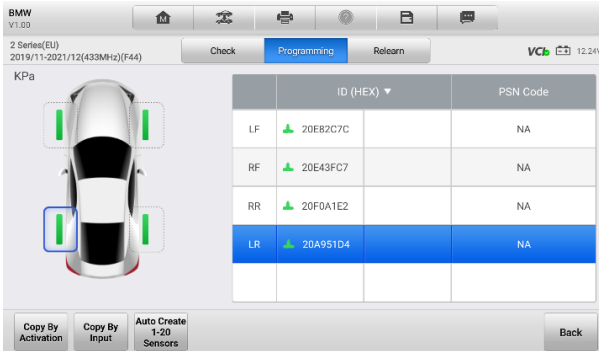 BMW
V1.00
2 Series(EU)
2019/11-2021/12(433MHz)(F44)
Check
Programming
Relearn
VCI
12.24V
KPa
ID (HEX) ▼
PSN Code
LF 20E82C7C NA
RF 20E43FC7 NA
RR 20F0A1E2 NA
LR 20A951D4 NA
Copy By
Activation
Copy By
Input
Auto Create
1-20
Sensors
Back